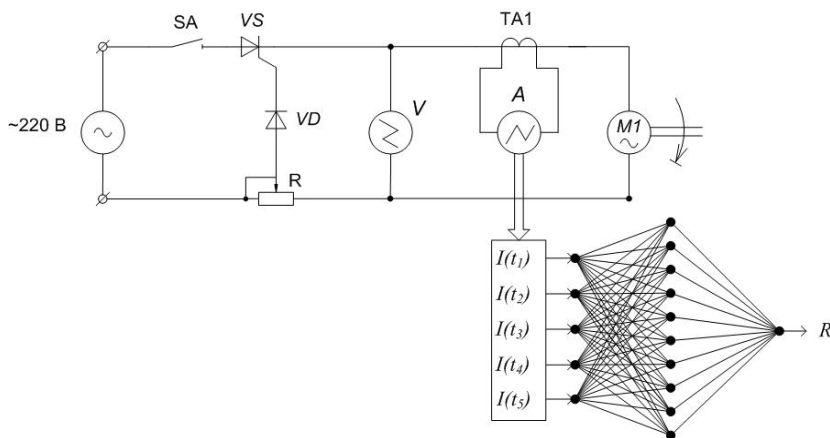 SA
VS
TA1
~220 В
VD
V
A
M1
R
I(t₁)
I(t₂)
I(t₃)
I(t₄)
I(t₅)
R